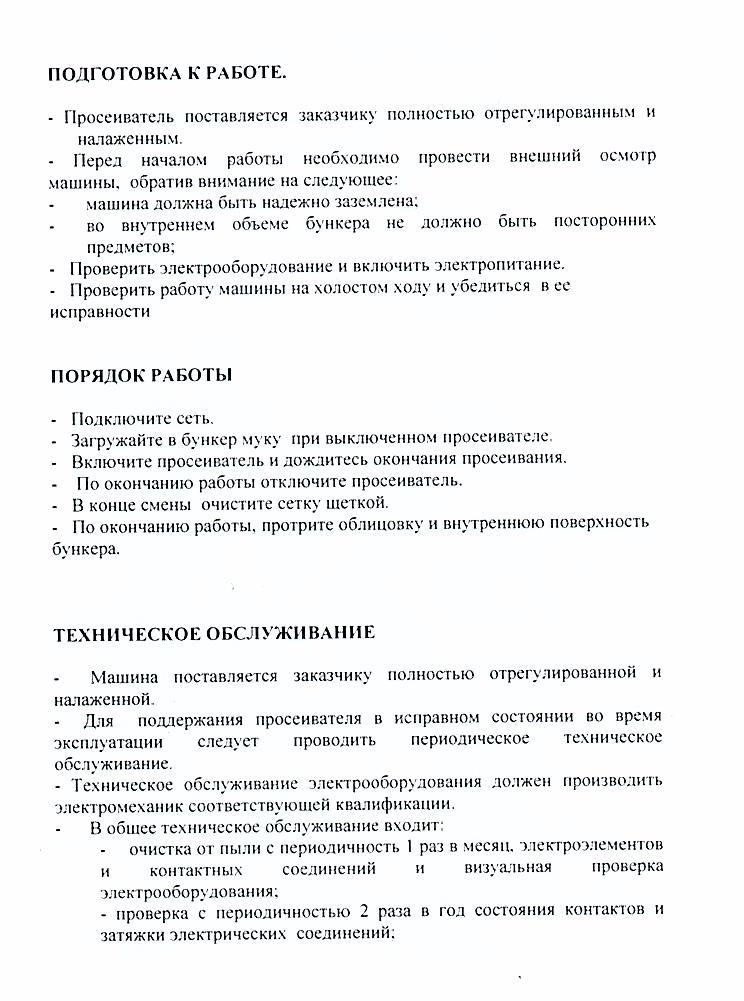 ПОДГОТОВКА К РАБОТЕ.
- Просеиватель поставляется заказчику полностью отрегулированным и
налаженным.
- Перед началом работы необходимо провести внешний осмотр
машины, обратив внимание на следующее:
- машина должна быть надежно заземлена;
- во внутреннем объеме бункера не должно быть посторонних
предметов;
- Проверить электрооборудование и включить электропитание.
- Проверить работу машины на холостом ходу и убедиться в ее
исправности
ПОРЯДОК РАБОТЫ
- Подключите сеть.
- Загружайте в бункер муку при выключенном просеивателе.
- Включите просеиватель и дождитесь окончания просеивания.
- По окончанию работы отключите просеиватель.
- В конце смены очистите сетку щеткой.
- По окончанию работы, протрите облицовку и внутреннюю поверхность
бункера.
ТЕХНИЧЕСКОЕ ОБСЛУЖИВАНИЕ
- Машина поставляется заказчику полностью отрегулированной и
налаженной.
- Для поддержания просеивателя в исправном состоянии во время
эксплуатации следует проводить периодическое техническое
обслуживание.
- Техническое обслуживание электрооборудования должен производить
электромеханик соответствующей квалификации.
- В общее техническое обслуживание входит:
- очистка от пыли с периодичность 1 раз в месяц, электроэлементов
и контактных соединений и визуальная проверка
электрооборудования;
- проверка с периодичностью 2 раза в год состояния контактов и
затяжки электрических соединений;